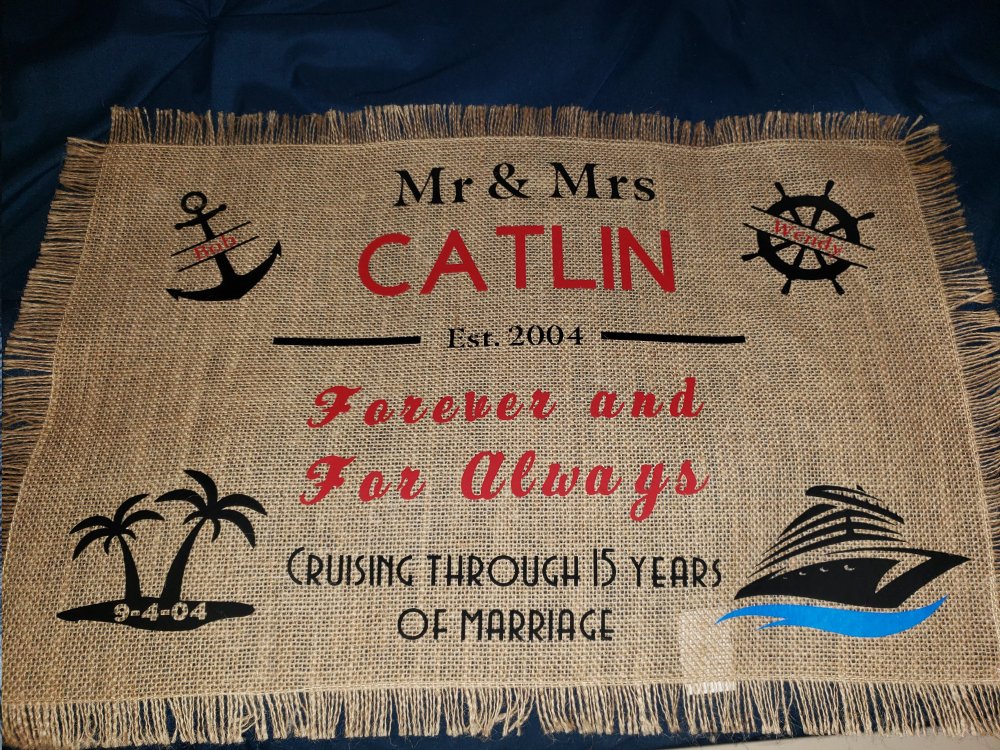 Mr & Mrs
Bob
Wendy
CATLIN
Est. 2004
Forever and
For Always
CRUISING THROUGH 15 YEARS
OF MARRIAGE
9-4-04